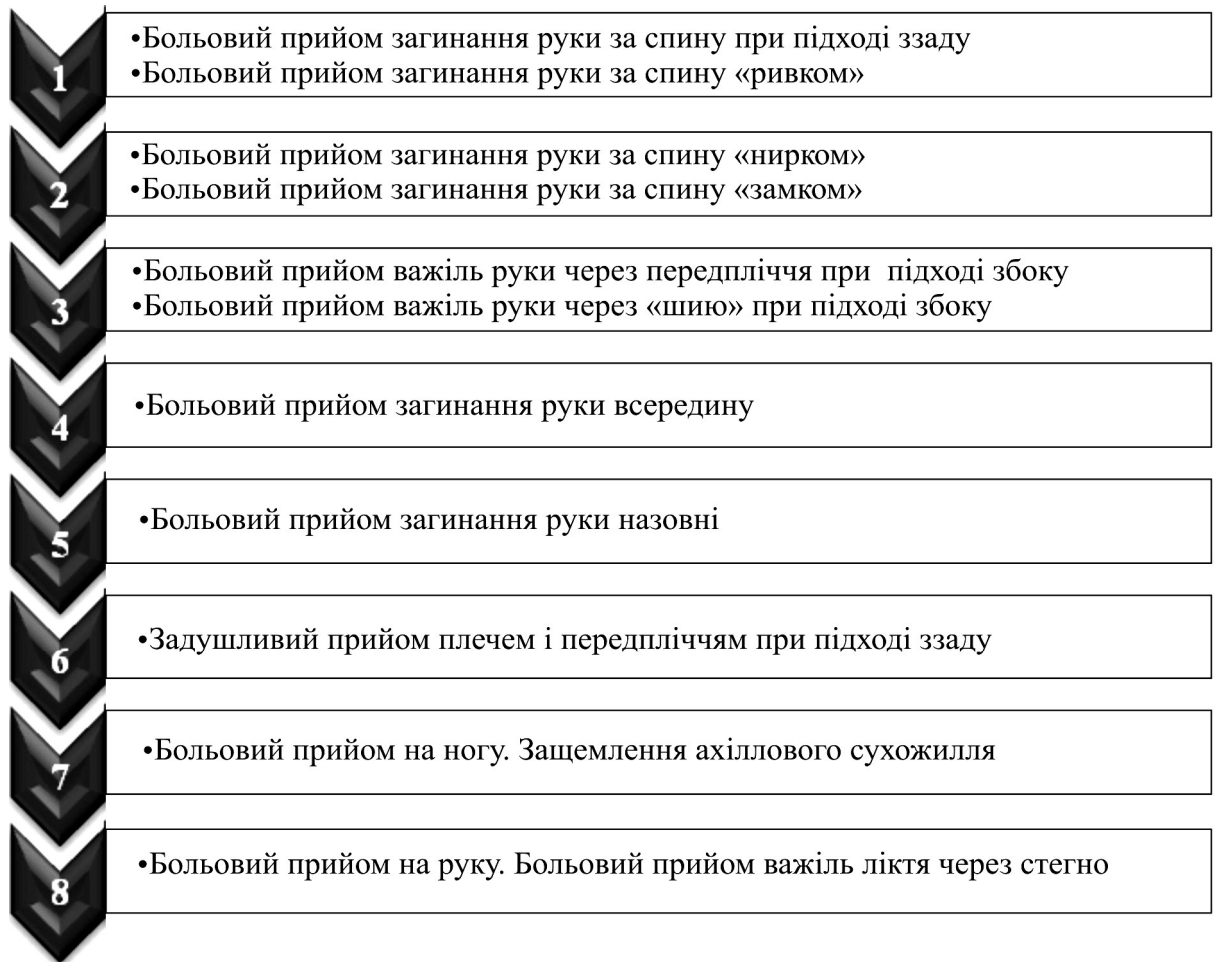 1
•Больовий прийом загинання руки за спину при підході ззаду
•Больовий прийом загинання руки за спину «ривком»
2
•Больовий прийом загинання руки за спину «нирком»
•Больовий прийом загинання руки за спину «замком»
3
•Больовий прийом важіль руки через передпліччя при підході збоку
•Больовий прийом важіль руки через «шию» при підході збоку
4
•Больовий прийом загинання руки всередину
5
•Больовий прийом загинання руки назовні
6
•Задушливий прийом плечем і передпліччям при підході ззаду
7
•Больовий прийом на ногу. Защемлення ахіллового сухожилля
8
•Больовий прийом на руку. Больовий прийом важіль ліктя через стегно